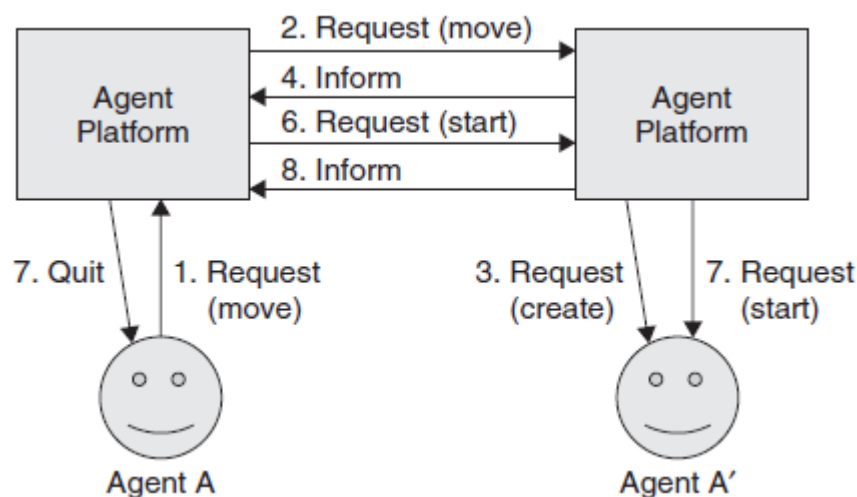 2. Request (move)
Agent
Platform
4. Inform
6. Request (start)
8. Inform
Agent
Platform
7. Quit
1. Request
(move)
3. Request
(create)
7. Request
(start)
Agent A
Agent A′